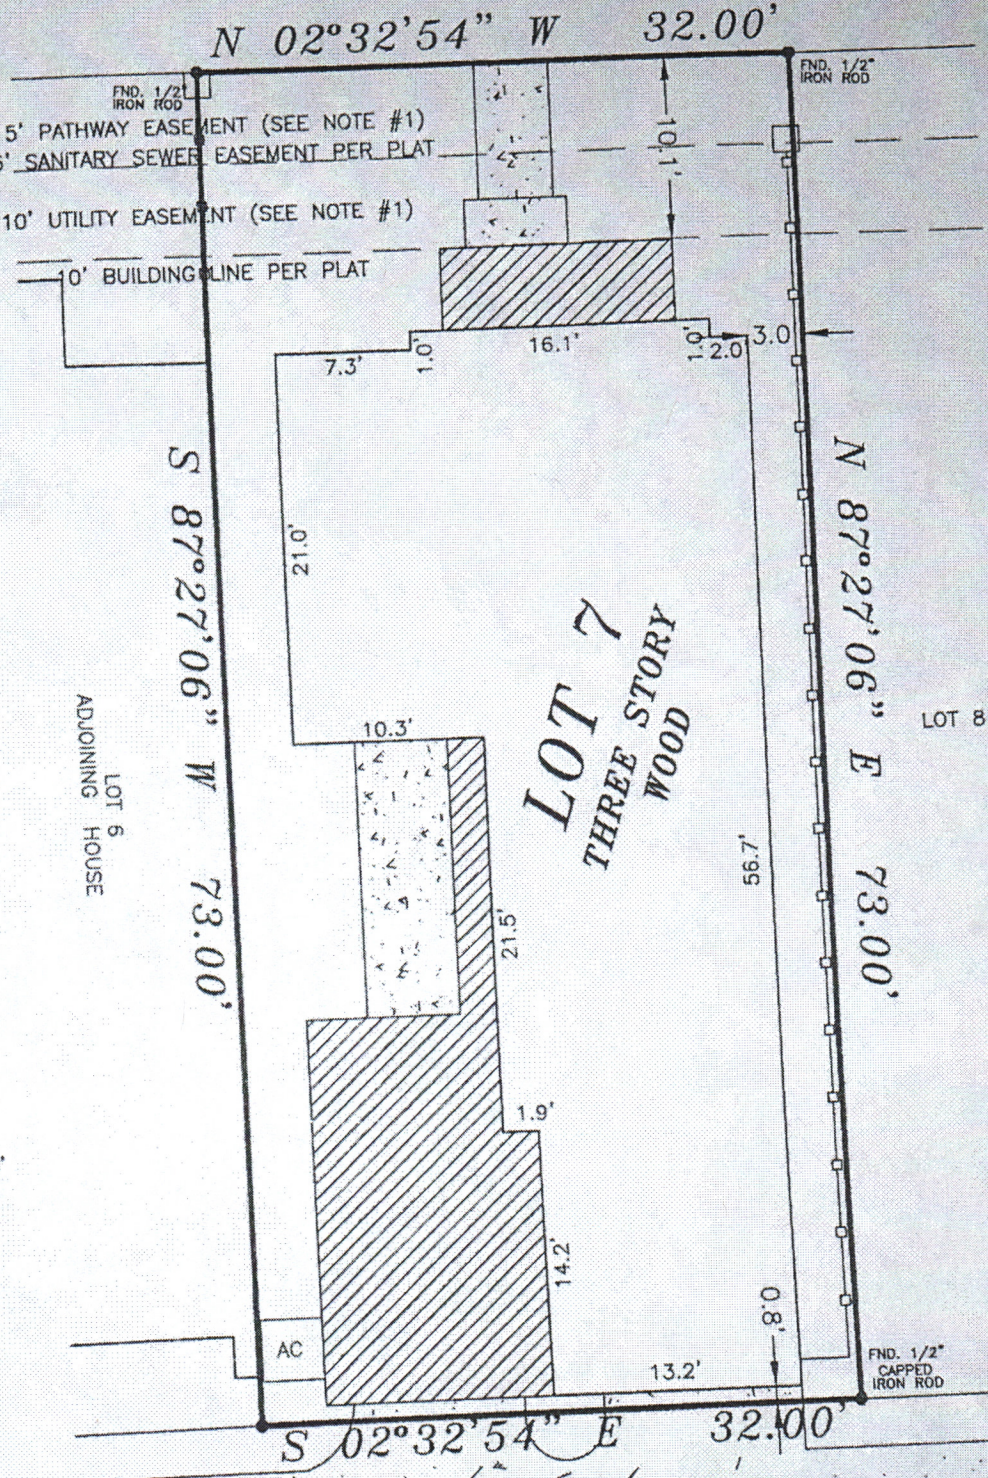 N 02°32'54" W 32.00'
FND. 1/2"
IRON ROD
FND. 1/2"
IRON ROD
5' PATHWAY EASEMENT (SEE NOTE #1)
5' SANITARY SEWER EASEMENT PER PLAT
10' UTILITY EASEMENT (SEE NOTE #1)
10' BUILDING LINE PER PLAT
10.1'
7.3'
1.0'
16.1'
1.0'
2.0
3.0
21.0'
S 87°27'06" W 73.00'
N 87°27'06" E 73.00'
LOT 7
THREE STORY
WOOD
LOT 8
LOT 6
ADJOINING HOUSE
10.3'
56.7'
21.5'
1.9'
14.2'
0.8'
13.2'
AC
FND. 1/2"
CAPPED
IRON ROD
S 02°32'54" E 32.00'